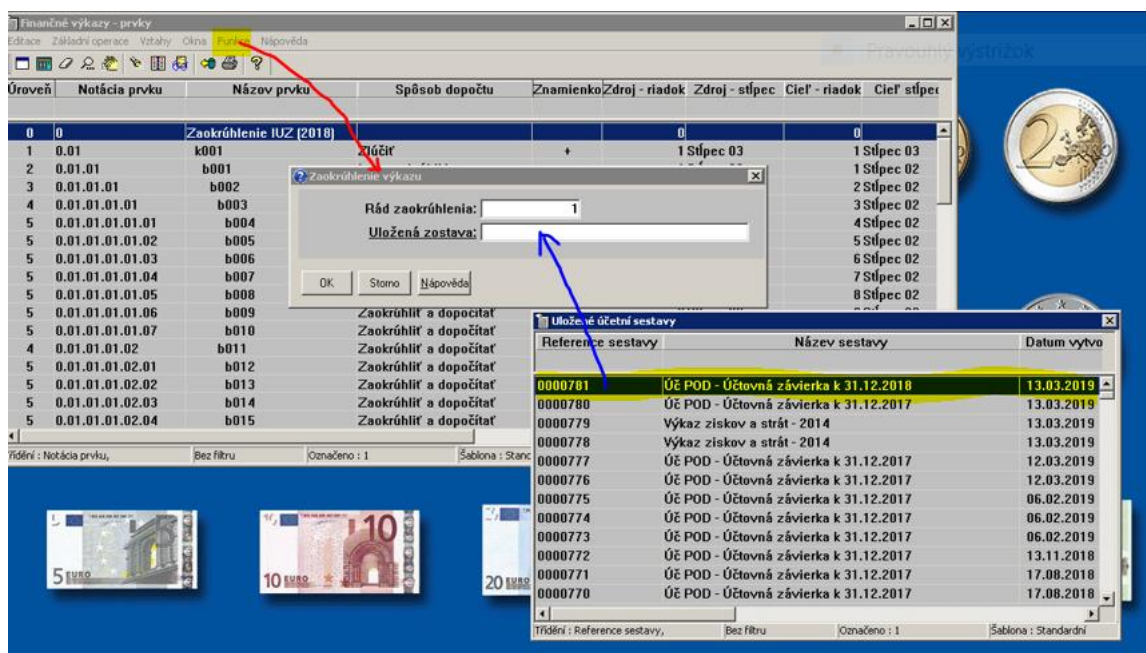 Finančné výkazy - prvky
Editace Základní operace Vztahy Okna Funkce Nápověda
Pravouhlý výstrižok
Úroveň Notácia prvku Názov prvku Spôsob dopočtu Znamienko Zdroj - riadok Zdroj - stĺpec Cieľ - riadok Cieľ stĺpec
0 0 Zaokrúhlenie IUZ (2018) 0 0
1 0.01 k001 Zlúčiť + 1 Stĺpec 03 1 Stĺpec 03
2 0.01.01 b001 1 Stĺpec 02
3 0.01.01.01 b002 2 Stĺpec 02
4 0.01.01.01.01 b003 3 Stĺpec 02
5 0.01.01.01.01.01 b004 4 Stĺpec 02
5 0.01.01.01.01.02 b005 5 Stĺpec 02
5 0.01.01.01.01.03 b006 6 Stĺpec 02
5 0.01.01.01.01.04 b007 7 Stĺpec 02
5 0.01.01.01.01.05 b008 8 Stĺpec 02
5 0.01.01.01.01.06 b009 Zaokrúhliť a dopočítať
5 0.01.01.01.01.07 b010 Zaokrúhliť a dopočítať
4 0.01.01.01.02 b011 Zaokrúhliť a dopočítať
5 0.01.01.01.02.01 b012 Zaokrúhliť a dopočítať
5 0.01.01.01.02.02 b013 Zaokrúhliť a dopočítať
5 0.01.01.01.02.03 b014 Zaokrúhliť a dopočítať
5 0.01.01.01.02.04 b015 Zaokrúhliť a dopočítať
Třídění : Notácia prvku, Bez filtru Označeno : 1 Šablona : Stand
Zaokrúhlenie výkazu
Rád zaokrúhlenia: 1
Uložená zostava:
OK Storno Nápověda
Uložené účetní sestavy
Reference sestavy Název sestavy Datum vytvo
0000781 Úč POD - Účtovná závierka k 31.12.2018 13.03.2019
0000780 Úč POD - Účtovná závierka k 31.12.2017 13.03.2019
0000779 Výkaz ziskov a strát - 2014 13.03.2019
0000778 Výkaz ziskov a strát - 2014 13.03.2019
0000777 Úč POD - Účtovná závierka k 31.12.2017 12.03.2019
0000776 Úč POD - Účtovná závierka k 31.12.2017 12.03.2019
0000775 Úč POD - Účtovná závierka k 31.12.2017 06.02.2019
0000774 Úč POD - Účtovná závierka k 31.12.2017 06.02.2019
0000773 Úč POD - Účtovná závierka k 31.12.2017 06.02.2019
0000772 Úč POD - Účtovná závierka k 31.12.2017 13.11.2018
0000771 Úč POD - Účtovná závierka k 31.12.2017 17.08.2018
0000770 Úč POD - Účtovná závierka k 31.12.2017 17.08.2018
Třídění : Reference sestavy, Bez filtru Označeno : 1 Šablona : Standardní
2 EURO
5 EURO
10
10 EURO
20 EURO